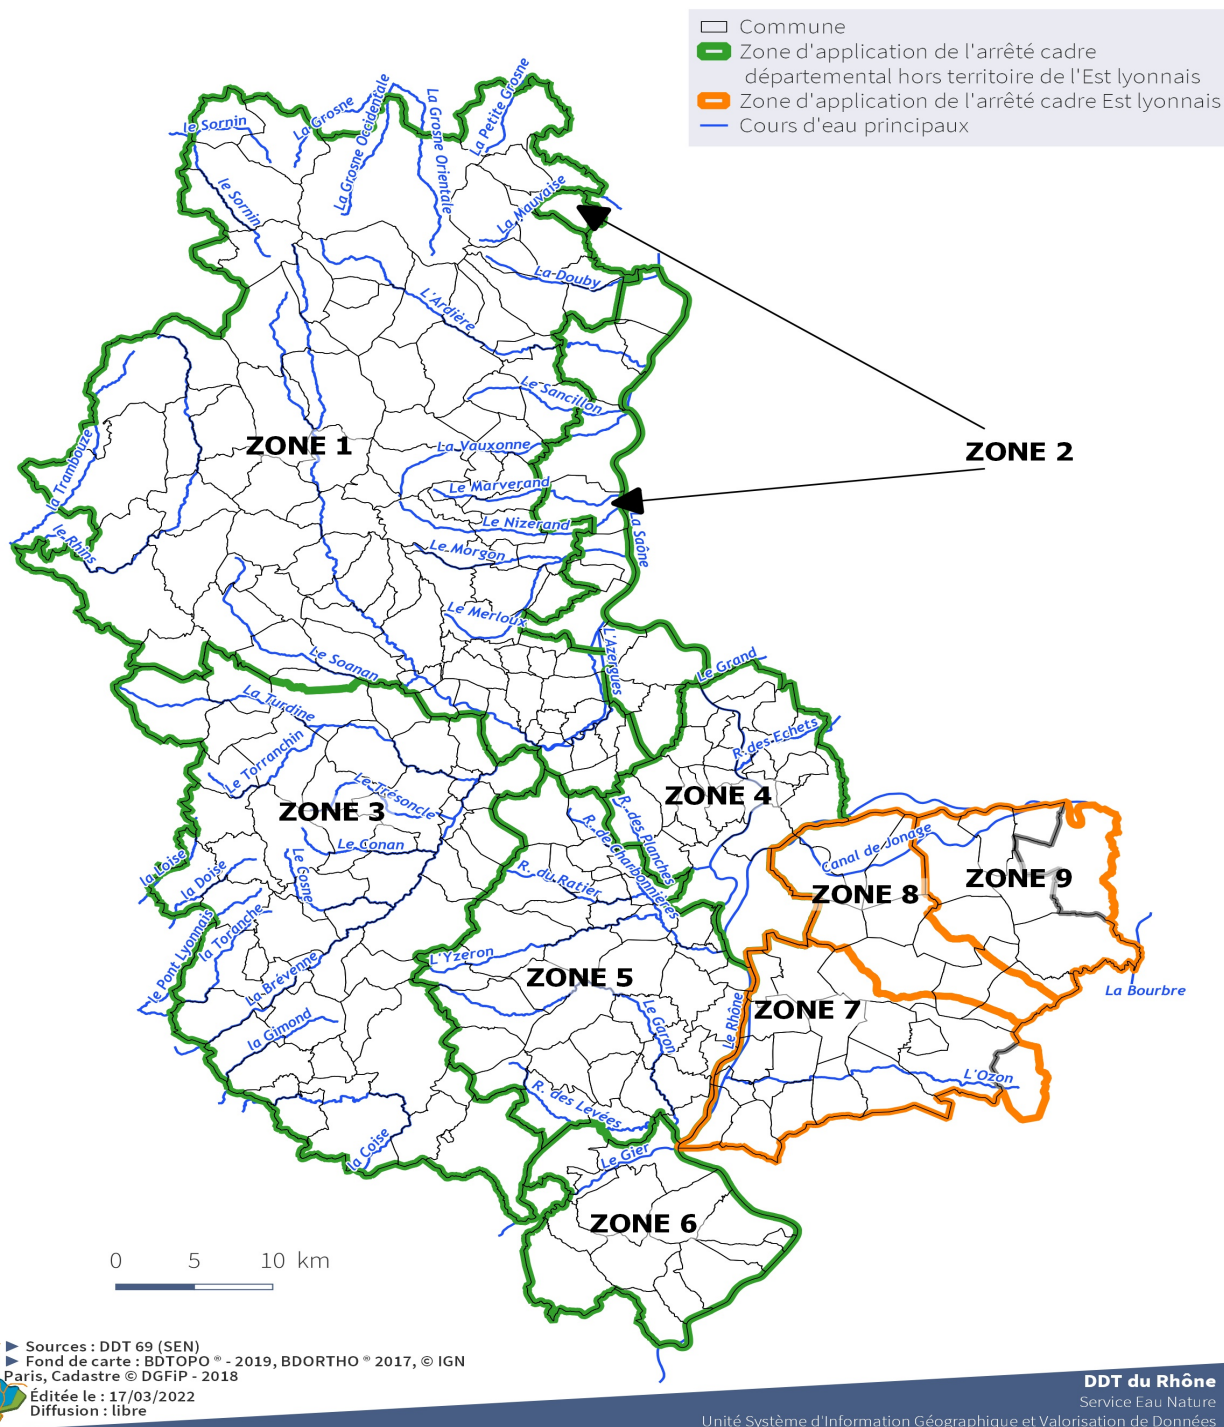 Commune
Zone d'application de l'arrêté cadre
départemental hors territoire de l'Est lyonnais
Zone d'application de l'arrêté cadre Est lyonnais
Cours d'eau principaux
le Sornin
La Grosne
La Grosne Occidentale
La Grosne Orientale
La Petite Grosne
le Sornin
La Mauvaise
La Douby
L'Ardière
Le Sancillon
ZONE 1
La Vauxonne
ZONE 2
la Trambouze
Le Marverand
Le Nizerand
le Rhins
Le Morgon
La Saône
Le Merloux
L'Azergues
Le Soanan
Le Grand
La Turdine
R. des Echets
Le Torranchin
Le Trésoncle
ZONE 3
ZONE 4
R. des Planches
R. de Charbonnières
Le Conan
Canal de Jonage
la Loise
la Doise
Le Cosne
R. du Ratier
ZONE 8
ZONE 9
le Pont Lyonnais
la Toranche
L'Yzeron
La Brévenne
ZONE 5
La Bourbre
ZONE 7
Le Rhône
la Gimond
Le Garon
L'Ozon
R. des Levées
la Coise
Le Gier
ZONE 6
0 5 10 km
Sources : DDT 69 (SEN)
Fond de carte : BDTOPO ® - 2019, BDORTHO ® 2017, © IGN
Paris, Cadastre © DGFiP - 2018
Éditée le : 17/03/2022
Diffusion : libre
DDT du Rhône
Service Eau Nature
Unité Système d'Information Géographique et Valorisation de Données